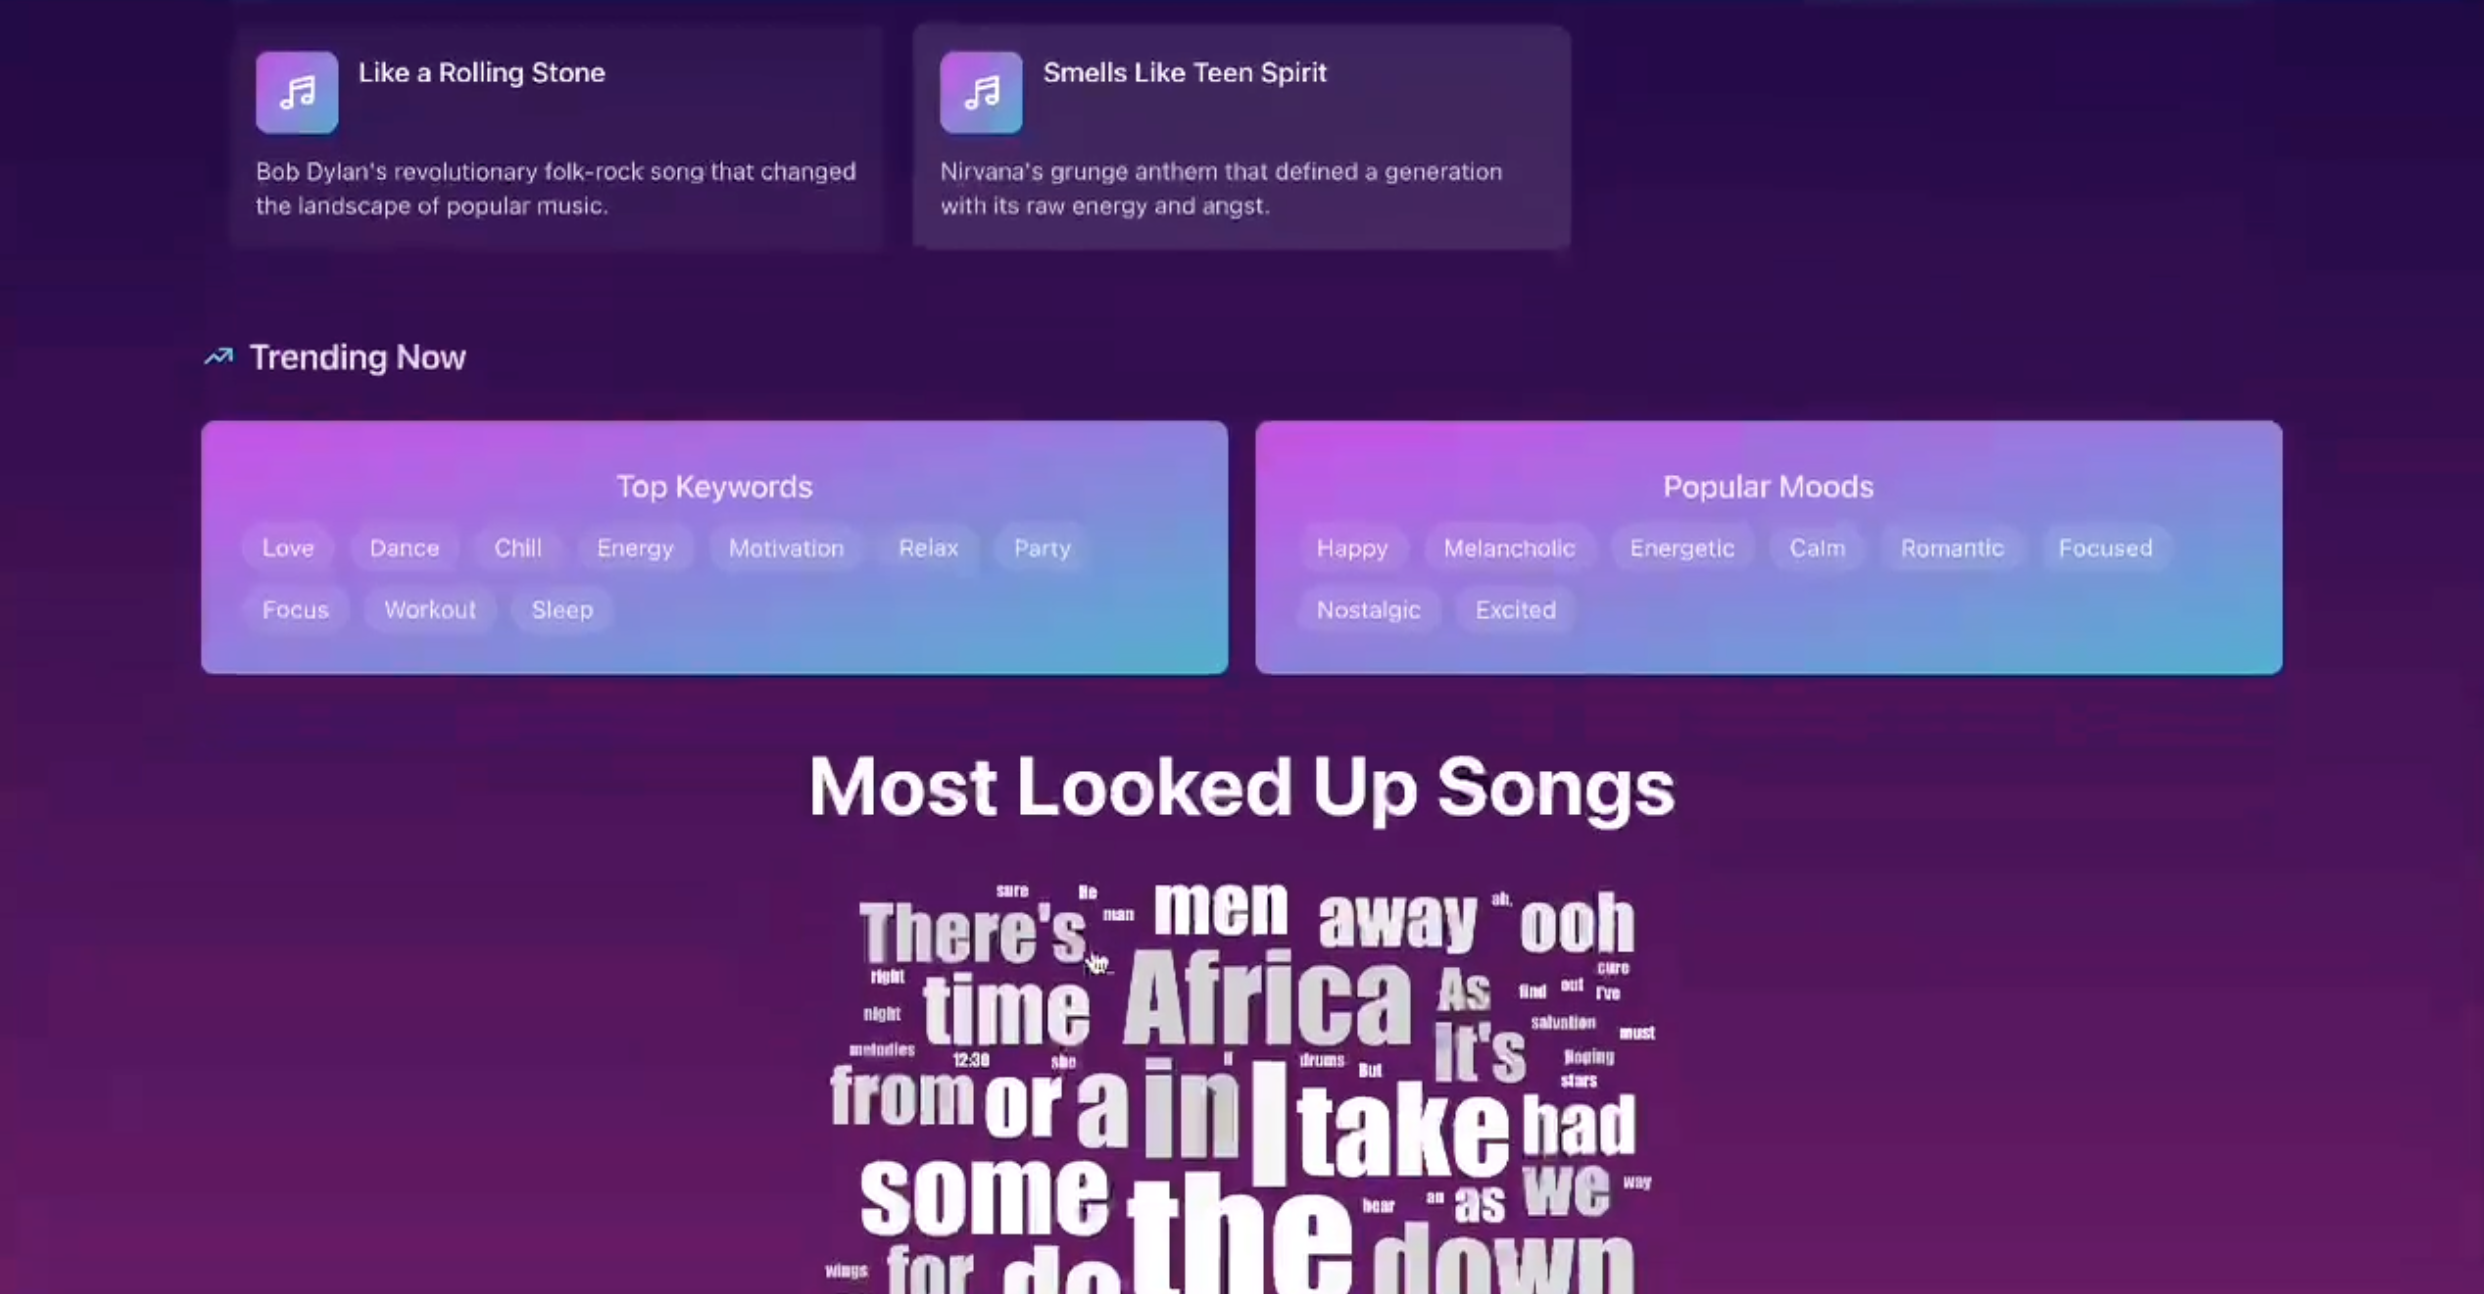 Like a Rolling Stone
Bob Dylan's revolutionary folk-rock song that changed
the landscape of popular music.
Smells Like Teen Spirit
Nirvana's grunge anthem that defined a generation
with its raw energy and angst.
Trending Now
Top Keywords
Love Dance Chill Energy Motivation Relax Party
Focus Workout Sleep
Popular Moods
Happy Melancholic Energetic Calm Romantic Focused
Nostalgic Excited
Most Looked Up Songs
sure He
There's man men away ah, ooh
right time Africa As find out I've cure
night salvation must
melodies 12:30 she drums But it's stars
from or a in I take had
some the hear an as we way
wings for do down